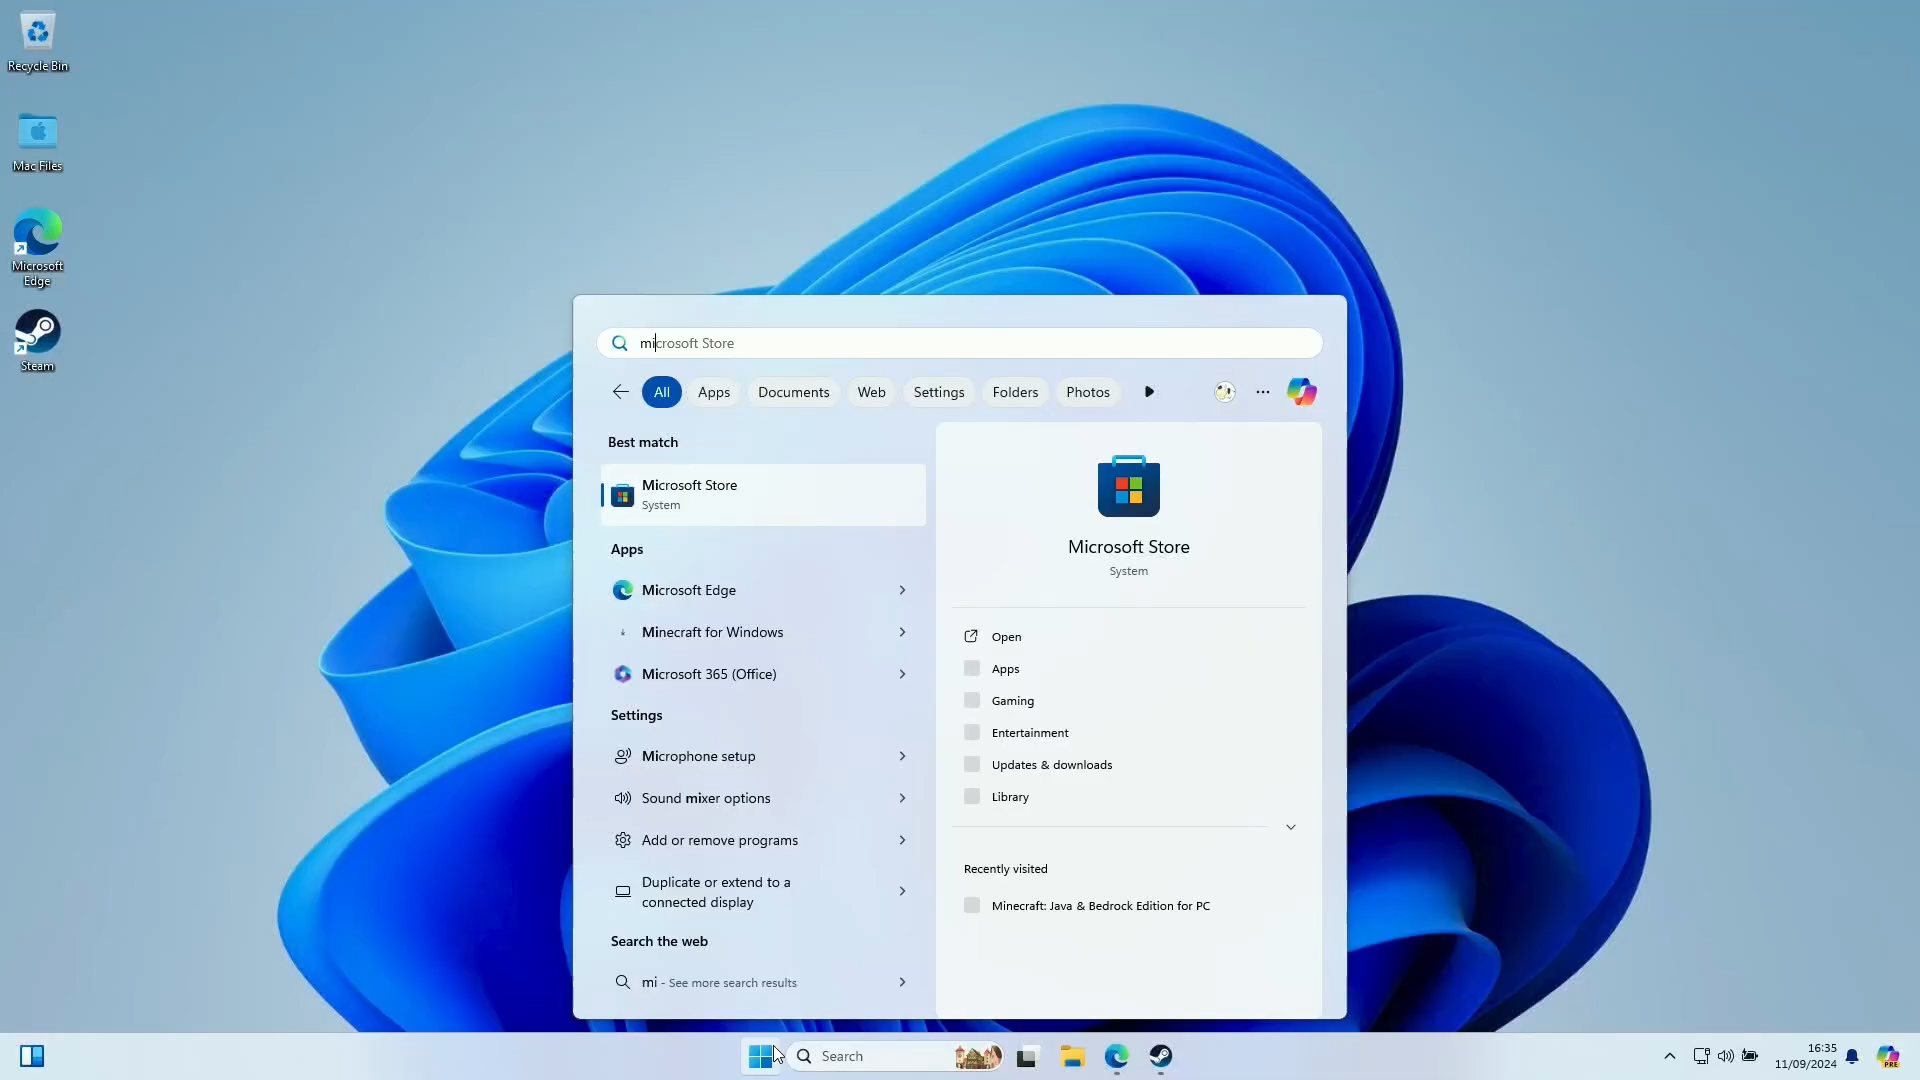 Recycle Bin
Mac Files
Microsoft
Edge
Steam
microsoft Store
All
Apps
Documents
Web
Settings
Folders
Photos
Best match
Microsoft Store
System
Apps
Microsoft Edge
Minecraft for Windows
Microsoft 365 (Office)
Settings
Microphone setup
Sound mixer options
Add or remove programs
Duplicate or extend to a
connected display
Search the web
mi - See more search results
Microsoft Store
System
Open
Apps
Gaming
Entertainment
Updates & downloads
Library
Recently visited
Minecraft: Java & Bedrock Edition for PC
Search
16:35
11/09/2024
PRE